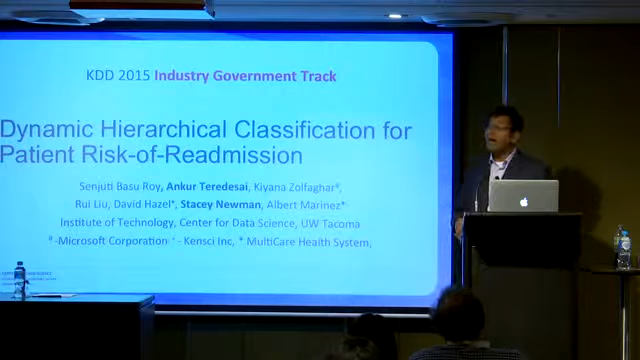 KDD 2015 Industry Government Track
Dynamic Hierarchical Classification for
Patient Risk-of-Readmission
Senjuti Basu Roy, Ankur Teredesai, Kiyana Zolfaghar#,
Rui Liu, David Hazel+, Stacey Newman, Albert Marinez*
Institute of Technology, Center for Data Science, UW Tacoma
# -Microsoft Corporation + - Kensci Inc, * MultiCare Health System,